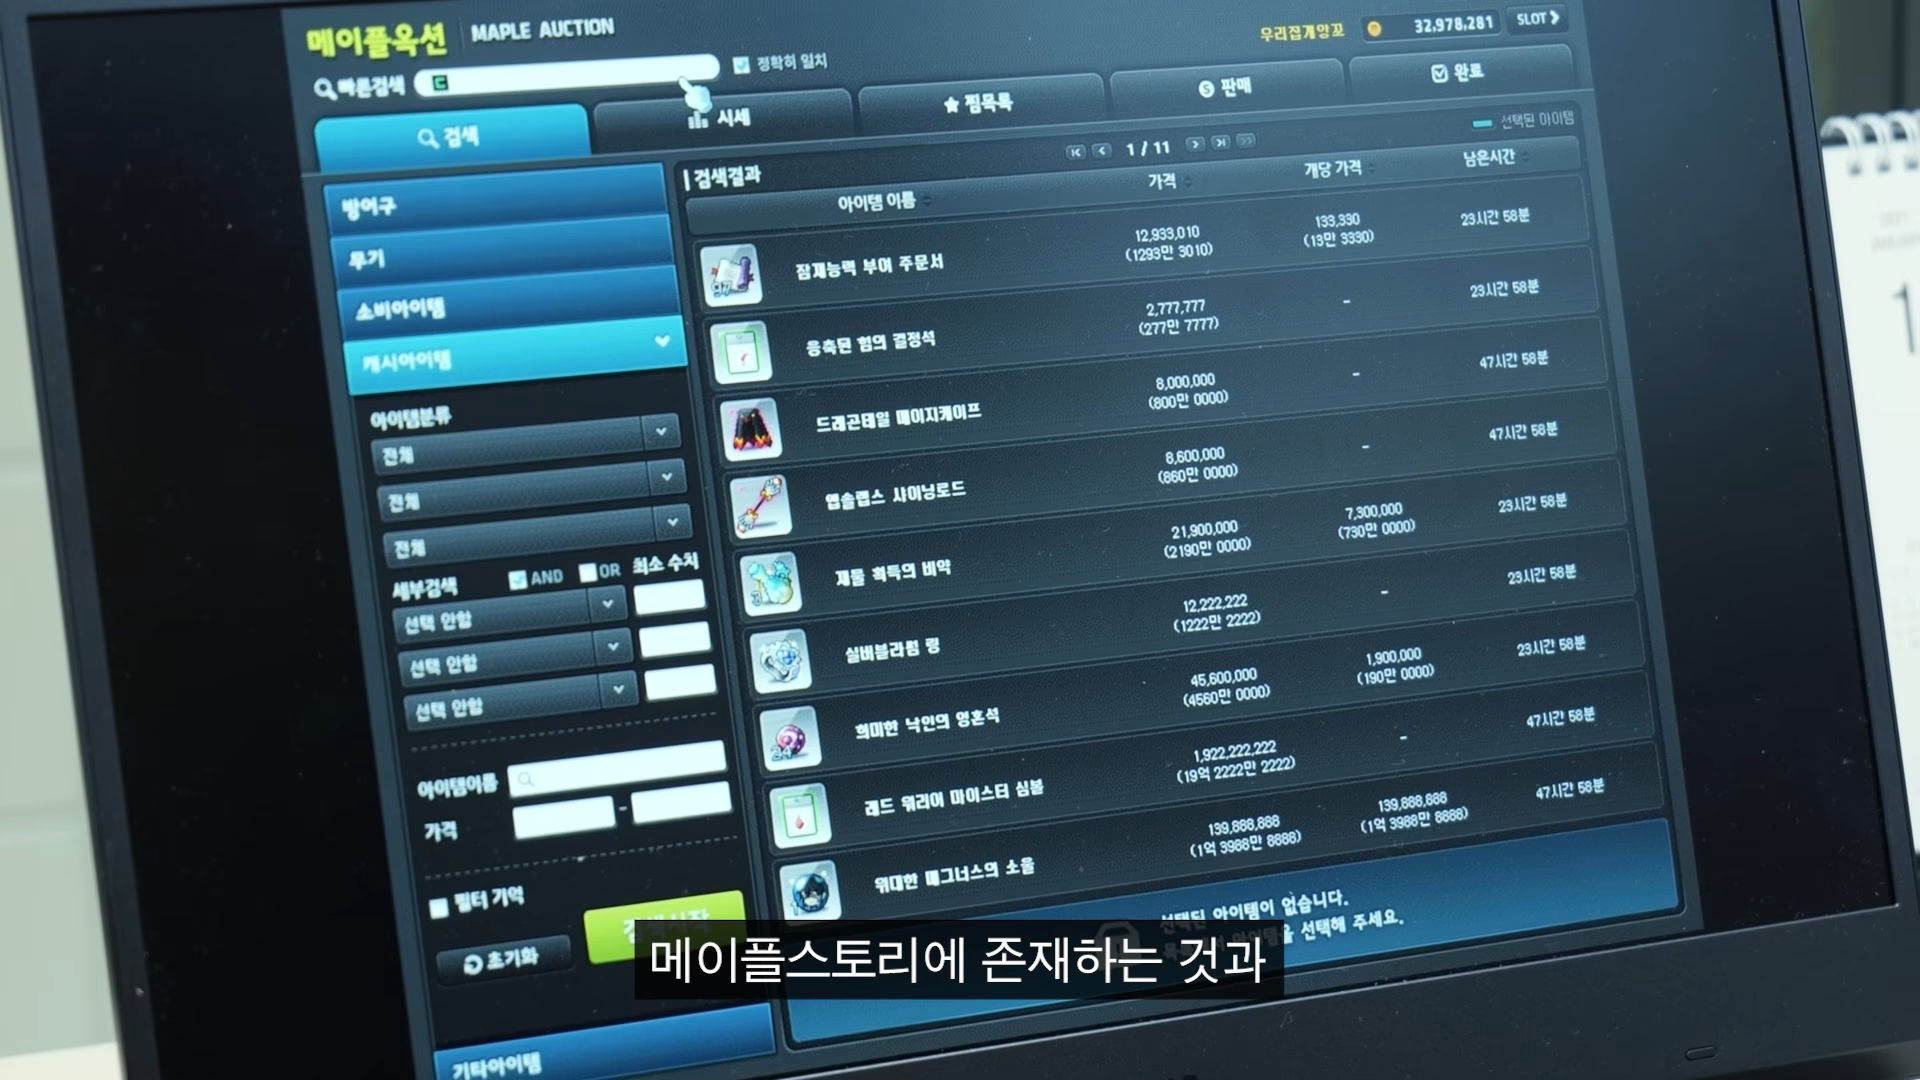 메이플옥션 MAPLE AUCTION
우리집게앙꼬 32,978,281 SLOT
빠른검색 ㄷ 정확히 일치
검색 시세 찜목록 판매 완료
선택된 아이템
검색결과 1 / 11
아이템 이름 가격 개당 가격 남은시간
잠재능력 부여 주문서 12,933,010 (1293만 3010) 133,330 (13만 3330) 23시간 58분
응축된 힘의 결정석 2,777,777 (277만 7777) - 23시간 58분
드래곤테일 메이지케이프 8,000,000 (800만 0000) - 47시간 58분
앱솔랩스 샤이닝로드 8,600,000 (860만 0000) - 47시간 58분
재물 획득의 비약 21,900,000 (2190만 0000) 7,300,000 (730만 0000) 23시간 58분
3
실버블라썸 링 12,222,222 (1222만 2222) - 23시간 58분
희미한 낙인의 영혼석 45,600,000 (4560만 0000) 1,900,000 (190만 0000) 23시간 58분
24
레드 워리어 마이스터 심볼 1,922,222,222 (19억 2222만 2222) - 47시간 58분
위대한 매그너스의 소울 139,888,888 (1억 3988만 8888) 139,888,888 (1억 3988만 8888) 47시간 58분
1
방어구
무기
소비아이템
캐시아이템
아이템분류
전체
전체
전체
세부검색 AND OR 최소 수치
선택 안함
선택 안함
선택 안함
아이템이름
가격 -
필터 기억
초기화
기타아이템
선택된 아이템이 없습니다.
선택해 주세요.
메이플스토리에 존재하는 것과